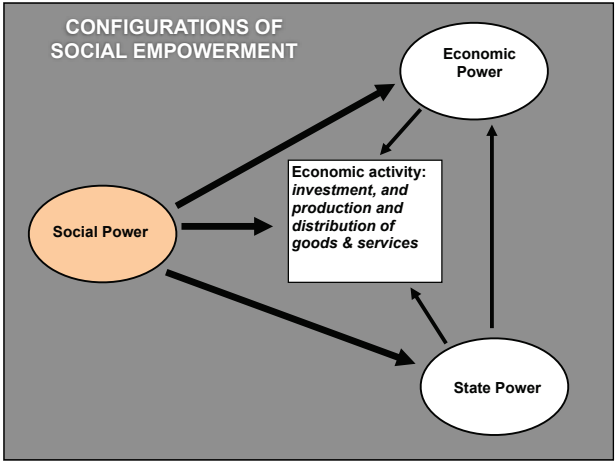 CONFIGURATIONS OF
SOCIAL EMPOWERMENT
Economic
Power
Economic activity:
investment, and
production and
distribution of
goods & services
Social Power
State Power